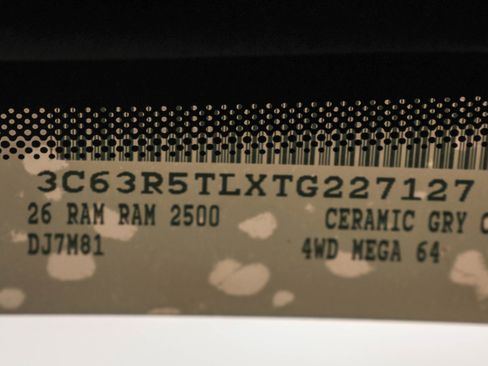 3C63R5TLXTG227127
26 RAM RAM 2500 CERAMIC GRY C
DJ7M81 4WD MEGA 64